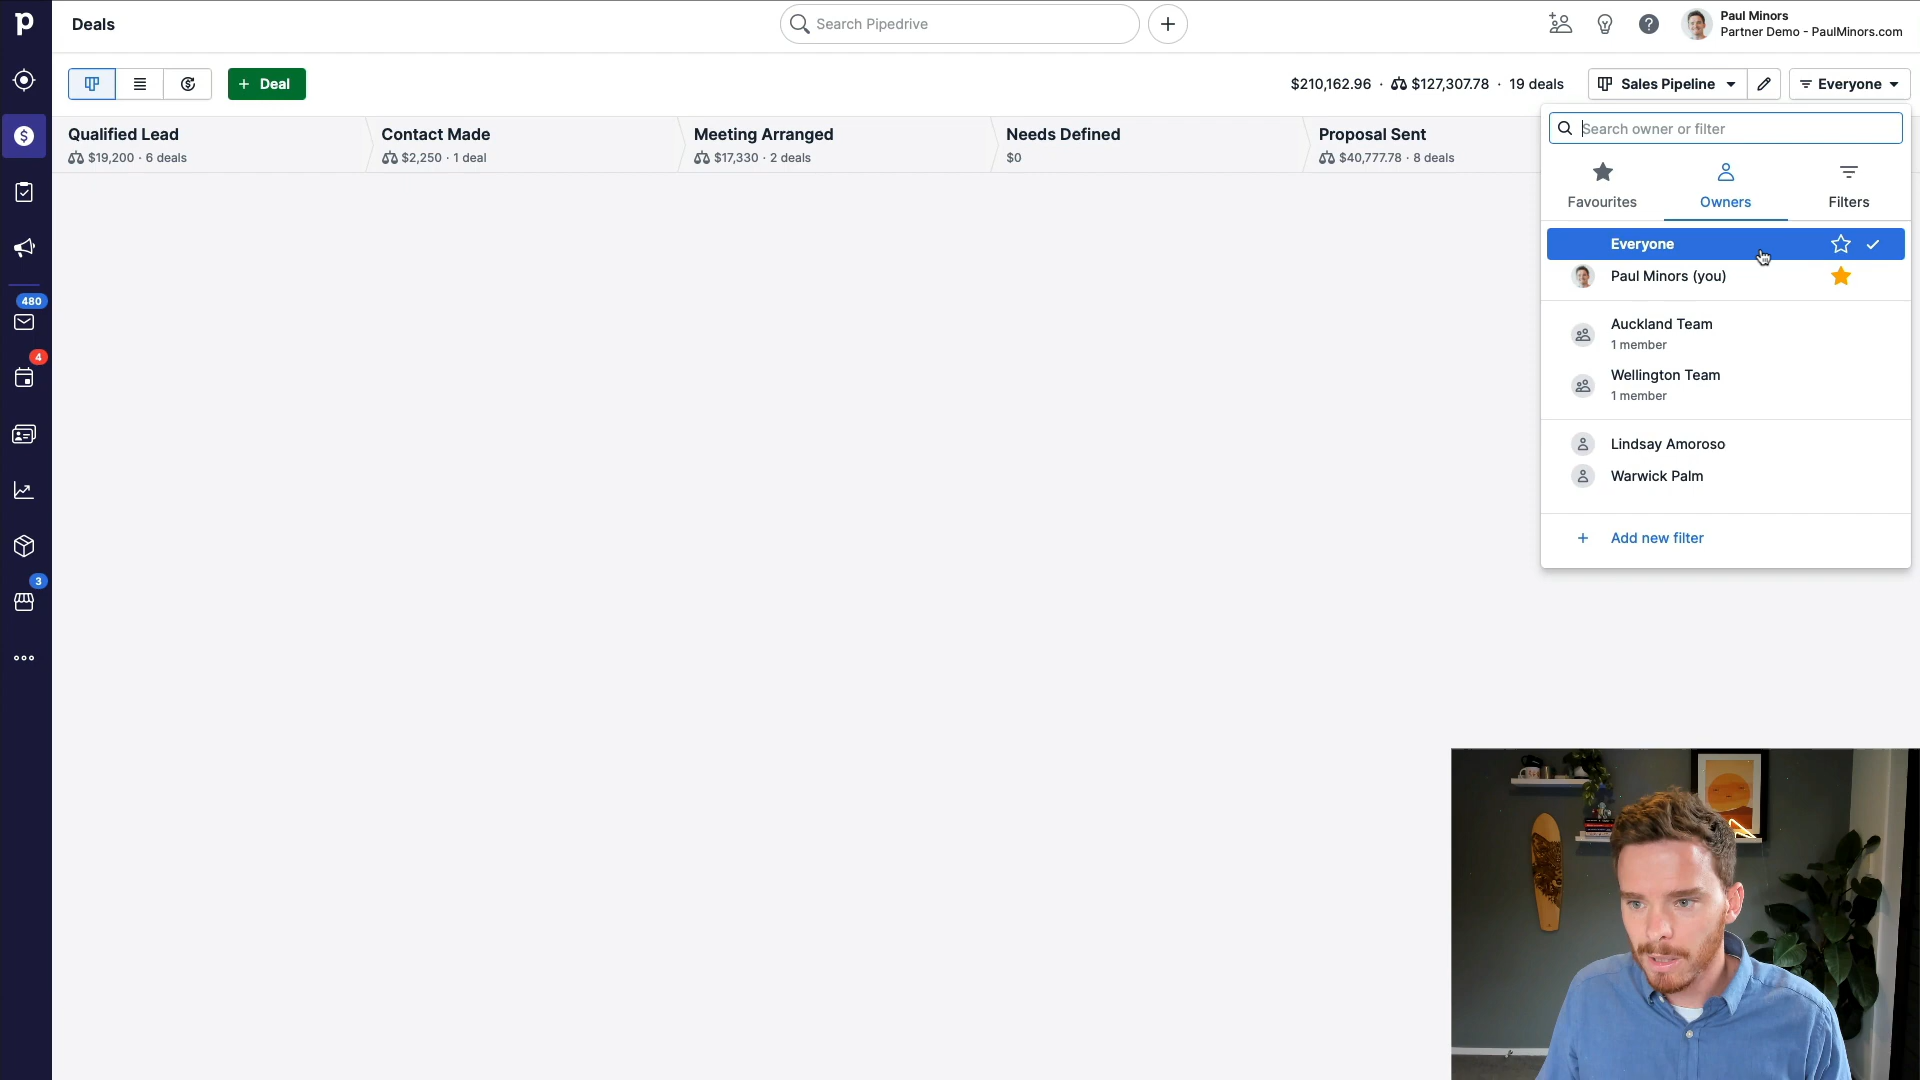 Deals
Search Pipedrive
Paul Minors
Partner Demo - PaulMinors.com
Deal
$210,162.96 · $127,307.78 · 19 deals
Sales Pipeline
Everyone
Qualified Lead
$19,200 · 6 deals
Contact Made
$2,250 · 1 deal
Meeting Arranged
$17,330 · 2 deals
Needs Defined
$0
Proposal Sent
$40,777.78 · 8 deals
Search owner or filter
Favourites
Owners
Filters
Everyone
Paul Minors (you)
Auckland Team
1 member
Wellington Team
1 member
Lindsay Amoroso
Warwick Palm
+ Add new filter
480
4
3